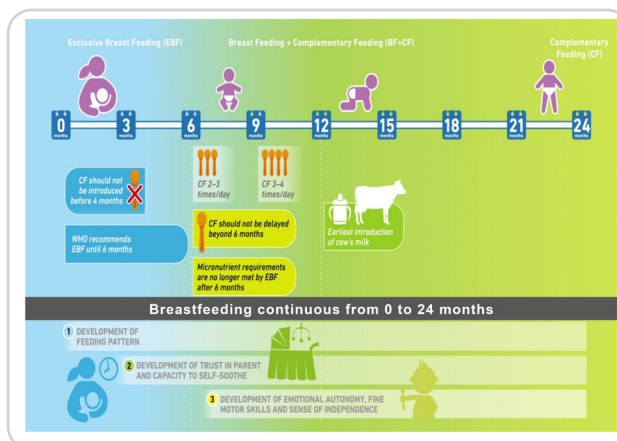 Exclusive Breast Feeding (EBF)
Breast Feeding + Complementary Feeding (BF+CF)
Complementary
Feeding (CF)
0
months
3
months
6
months
9
months
12
months
15
months
18
months
21
months
24
months
CF should not
be introduced
before 4 months
CF 2–3
times/day
CF 3–4
times/day
WHO recommends
EBF until 6 months
CF should not be delayed
beyond 6 months
Earliest introduction
of cow's milk
Micronutrient requirements
are no longer met by EBF
after 6 months
Breastfeeding continuous from 0 to 24 months
1 DEVELOPMENT OF
FEEDING PATTERN
2 DEVELOPMENT OF TRUST IN PARENT
AND CAPACITY TO SELF-SOOTHE
3 DEVELOPMENT OF EMOTIONAL AUTONOMY, FINE
MOTOR SKILLS AND SENSE OF INDEPENDENCE